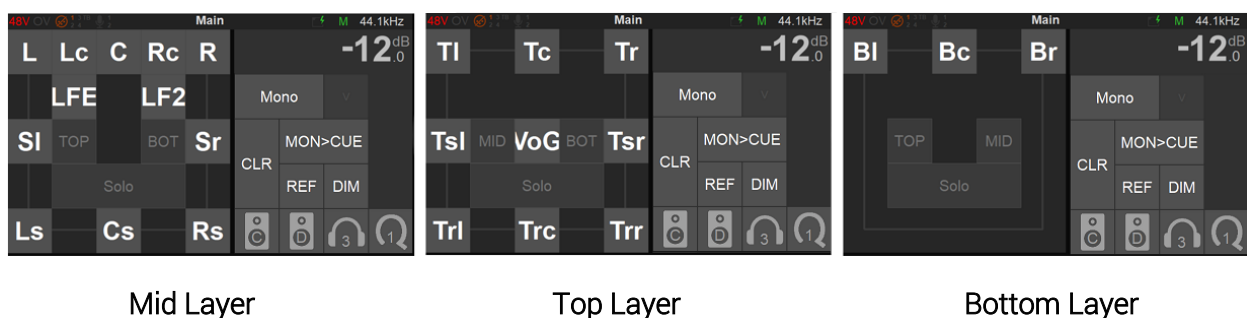 48V OV Main M 44.1kHz
-12.0 dB
L Lc C Rc R
LFE LF2
Mono V
Sl TOP BOT Sr
CLR MON>CUE
Solo
REF DIM
Ls Cs Rs
C D 3 1
Mid Layer
48V OV Main M 44.1kHz
-12.0 dB
Tl Tc Tr
Mono V
Tsl MID VoG BOT Tsr
CLR MON>CUE
Solo
REF DIM
Trl Trc Trr
C D 3 1
Top Layer
48V OV Main M 44.1kHz
-12.0 dB
Bl Bc Br
Mono V
TOP MID
CLR MON>CUE
Solo
REF DIM
C D 3 1
Bottom Layer